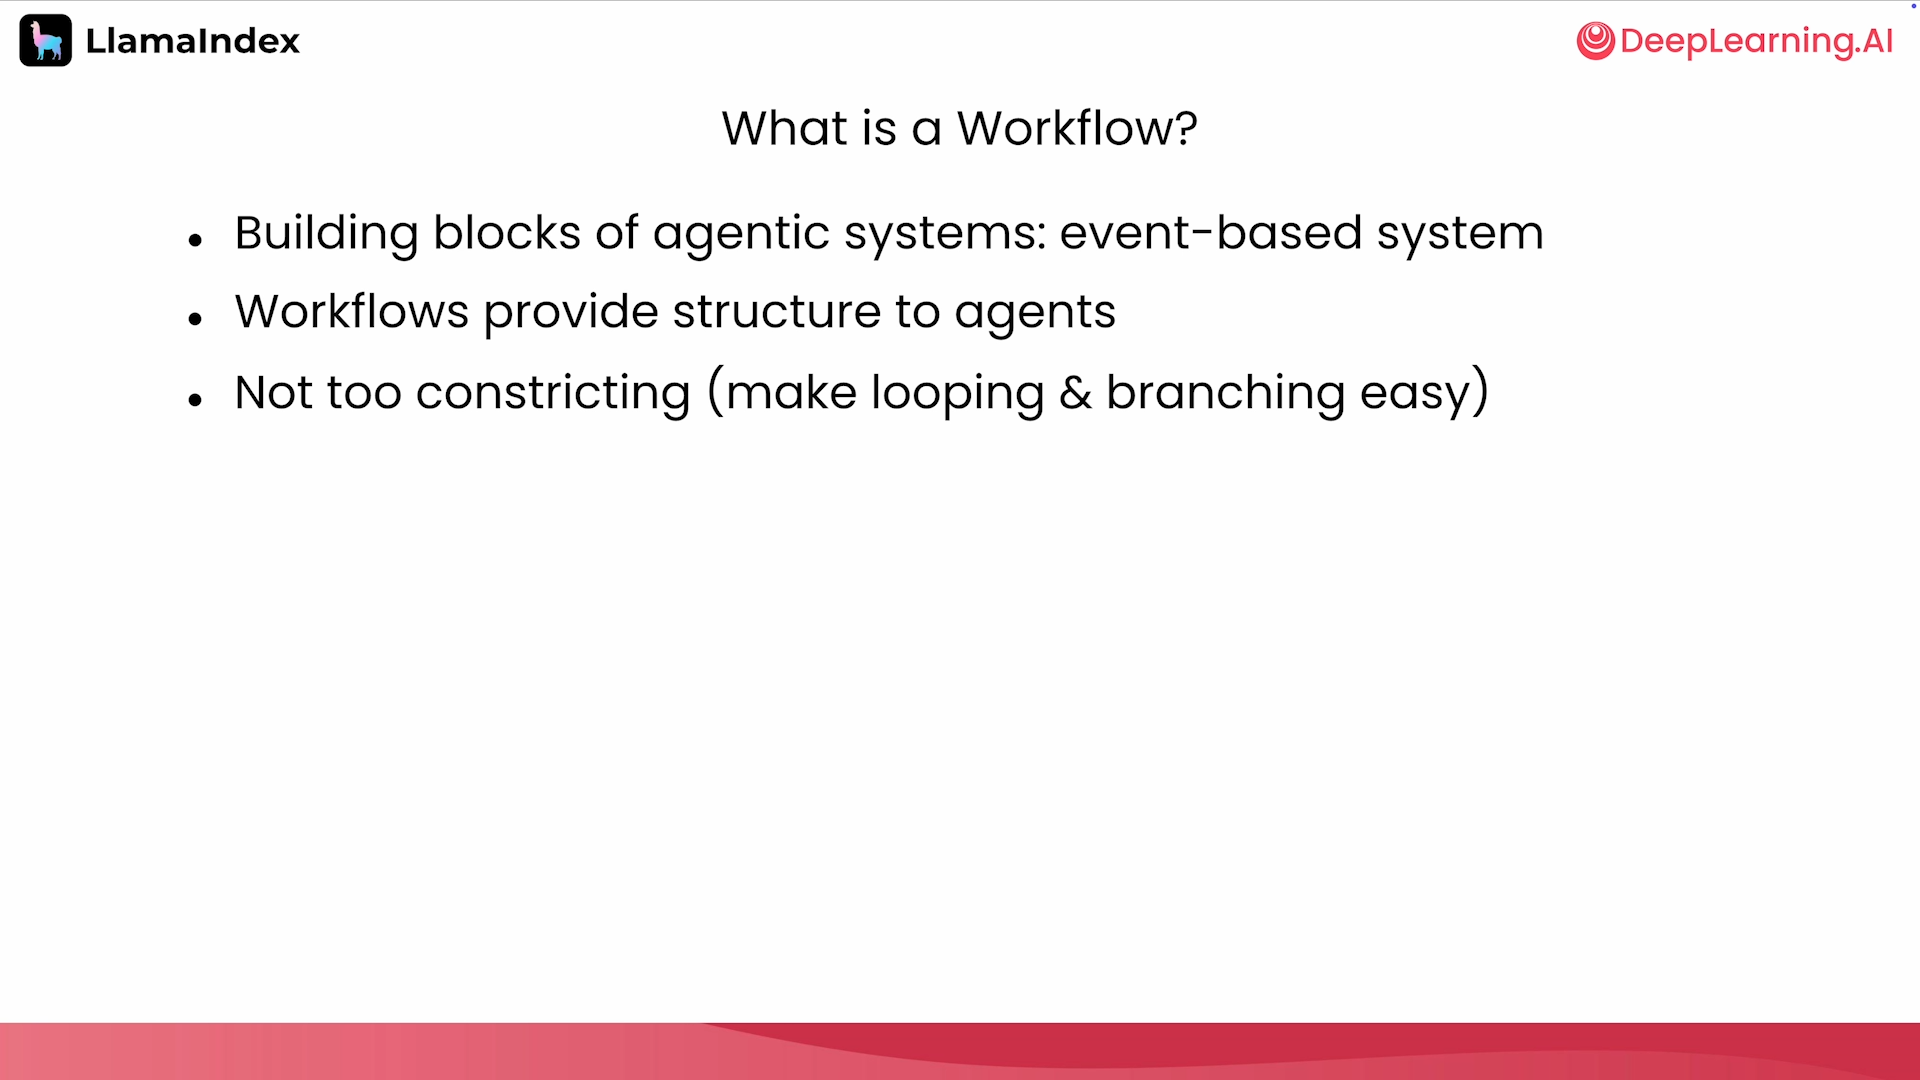 LlamaIndex
DeepLearning.AI
What is a Workflow?
• Building blocks of agentic systems: event-based system
• Workflows provide structure to agents
• Not too constricting (make looping & branching easy)